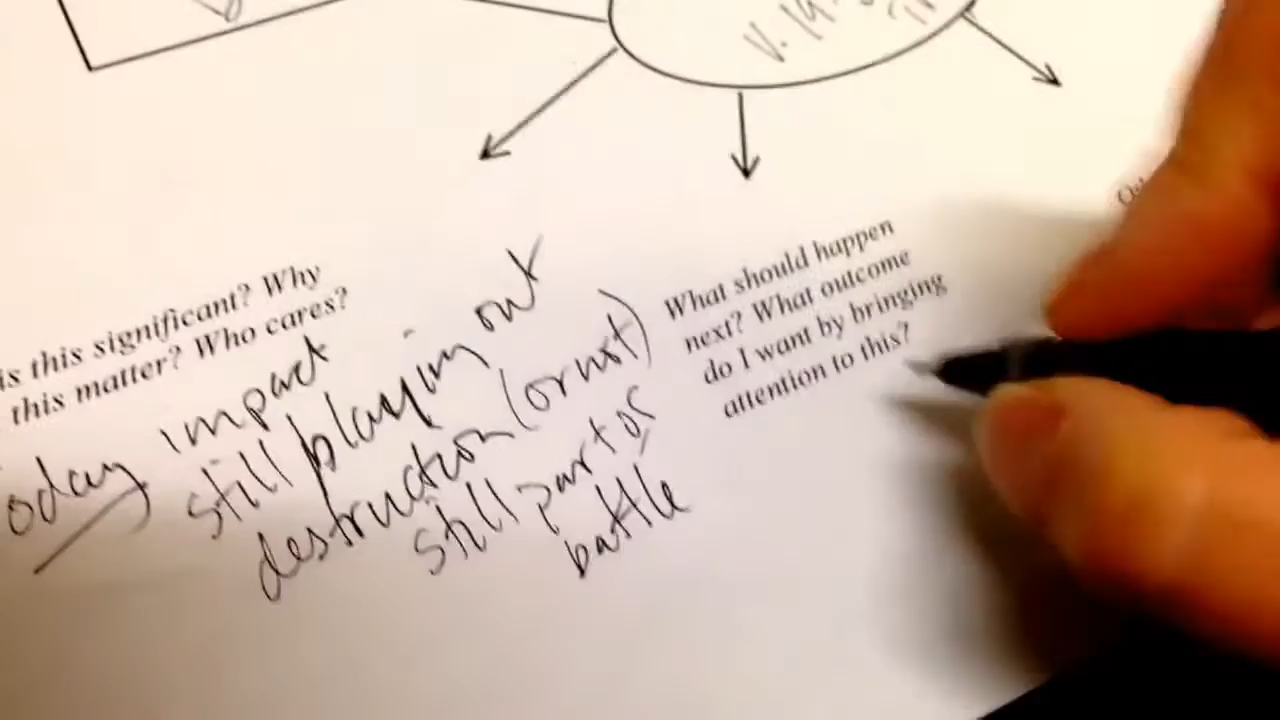 V. 19
is this significant? Why
this matter? Who cares?
oday impact
still playing out
destruction (or not)
still part of
battle
What should happen
next? What outcome
do I want by bringing
attention to this?